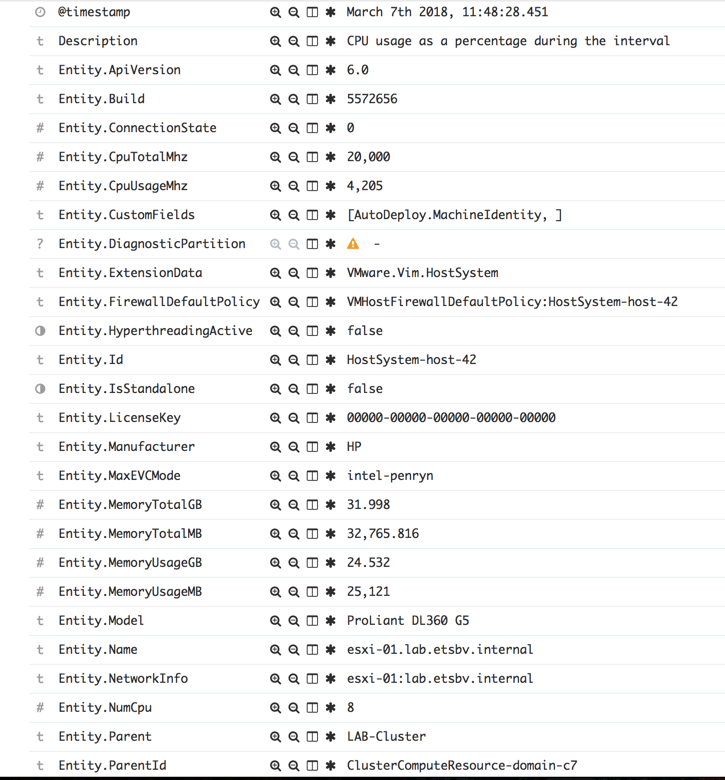 @timestamp March 7th 2018, 11:48:28.451
t Description CPU usage as a percentage during the interval
t Entity.ApiVersion 6.0
t Entity.Build 5572656
# Entity.ConnectionState 0
# Entity.CpuTotalMhz 20,000
# Entity.CpuUsageMhz 4,205
t Entity.CustomFields [AutoDeploy.MachineIdentity, ]
? Entity.DiagnosticPartition -
t Entity.ExtensionData VMware.Vim.HostSystem
t Entity.FirewallDefaultPolicy VMHostFirewallDefaultPolicy:HostSystem-host-42
Entity.HyperthreadingActive false
t Entity.Id HostSystem-host-42
Entity.IsStandalone false
t Entity.LicenseKey 00000-00000-00000-00000-00000
t Entity.Manufacturer HP
t Entity.MaxEVCMode intel-penryn
# Entity.MemoryTotalGB 31.998
# Entity.MemoryTotalMB 32,765.816
# Entity.MemoryUsageGB 24.532
# Entity.MemoryUsageMB 25,121
t Entity.Model ProLiant DL360 G5
t Entity.Name esxi-01.lab.etsbv.internal
t Entity.NetworkInfo esxi-01:lab.etsbv.internal
# Entity.NumCpu 8
t Entity.Parent LAB-Cluster
t Entity.ParentId ClusterComputeResource-domain-c7